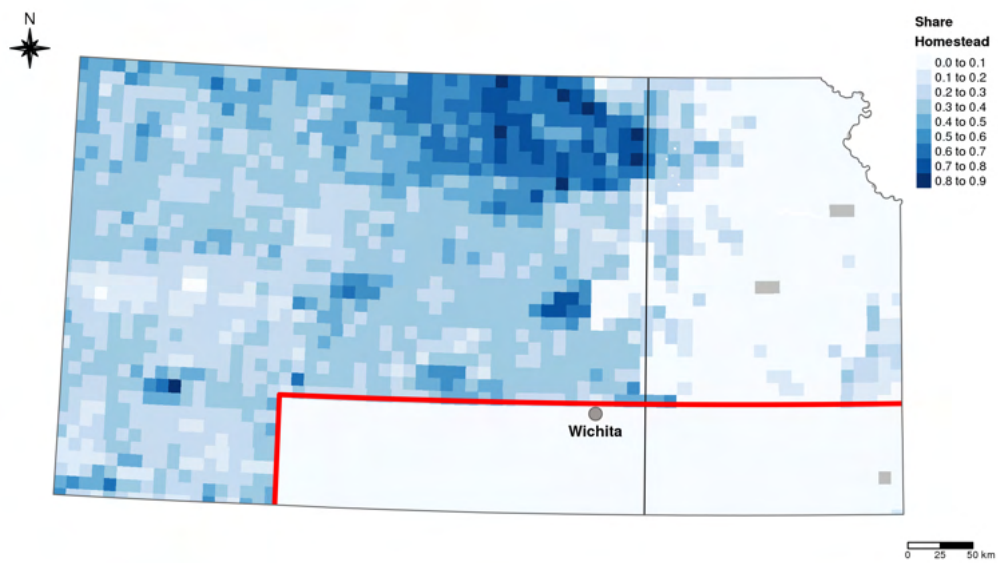 N
Share
Homestead
0.0 to 0.1
0.1 to 0.2
0.2 to 0.3
0.3 to 0.4
0.4 to 0.5
0.5 to 0.6
0.6 to 0.7
0.7 to 0.8
0.8 to 0.9
Wichita
0 25 50 km